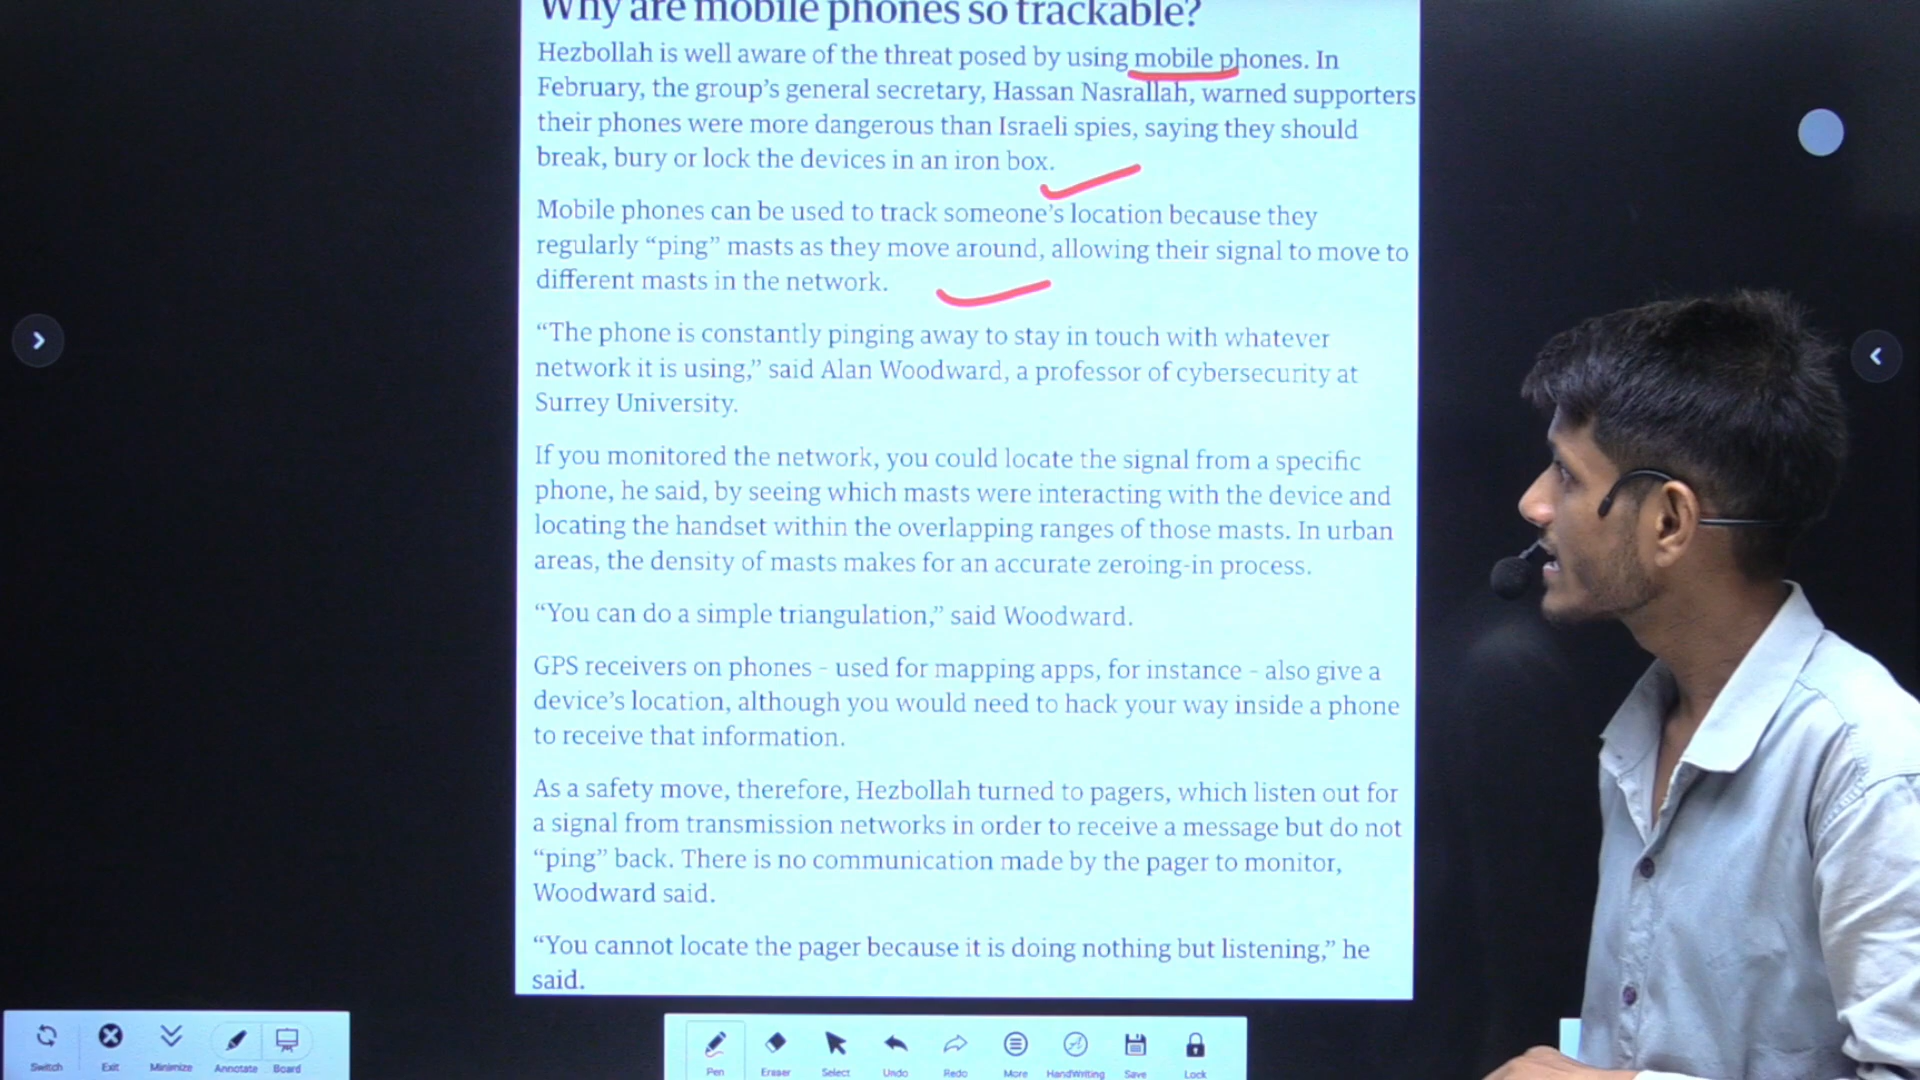 Why are mobile phones so trackable?
Hezbollah is well aware of the threat posed by using mobile phones. In
February, the group’s general secretary, Hassan Nasrallah, warned supporters
their phones were more dangerous than Israeli spies, saying they should
break, bury or lock the devices in an iron box.
Mobile phones can be used to track someone’s location because they
regularly “ping” masts as they move around, allowing their signal to move to
different masts in the network.
“The phone is constantly pinging away to stay in touch with whatever
network it is using,” said Alan Woodward, a professor of cybersecurity at
Surrey University.
If you monitored the network, you could locate the signal from a specific
phone, he said, by seeing which masts were interacting with the device and
locating the handset within the overlapping ranges of those masts. In urban
areas, the density of masts makes for an accurate zeroing-in process.
“You can do a simple triangulation,” said Woodward.
GPS receivers on phones - used for mapping apps, for instance - also give a
device’s location, although you would need to hack your way inside a phone
to receive that information.
As a safety move, therefore, Hezbollah turned to pagers, which listen out for
a signal from transmission networks in order to receive a message but do not
“ping” back. There is no communication made by the pager to monitor,
Woodward said.
“You cannot locate the pager because it is doing nothing but listening,” he
said.
Switch Exit Minimize Annotate Board
Pen Eraser Select Undo Redo More HandWriting Save Lock